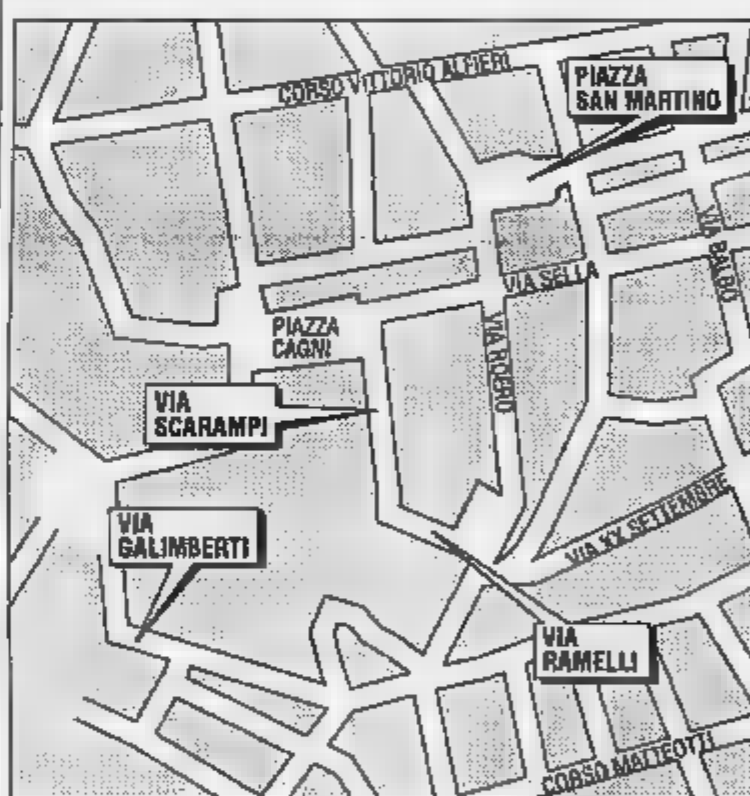 CORSO VITTORIO ALFIERI
PIAZZA
SAN MARTINO
VIA BALBO
VIA SELLA
PIAZZA
CAGNI
VIA ROERO
VIA
SCARAMPI
VIA
GALIMBERTI
VIA XX SETTEMBRE
VIA
RAMELLI
CORSO MATTEOTTI